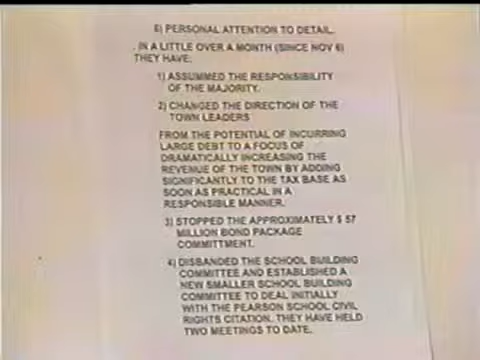 6) PERSONAL ATTENTION TO DETAIL.
. IN A LITTLE OVER A MONTH (SINCE NOV 6)
THEY HAVE:
1) ASSUMMED THE RESPONSIBILITY
OF THE MAJORITY.
2) CHANGED THE DIRECTION OF THE
TOWN LEADERS
FROM THE POTENTIAL OF INCURRING
LARGE DEBT TO A FOCUS OF
DRAMATICALLY INCREASING THE
REVENUE OF THE TOWN BY ADDING
SIGNIFICANTLY TO THE TAX BASE AS
SOON AS PRACTICAL IN A
RESPONSIBLE MANNER.
3) STOPPED THE APPROXIMATELY $ 57
MILLION BOND PACKAGE
COMMITTMENT.
4) DISBANDED THE SCHOOL BUILDING
COMMITTEE AND ESTABLISHED A
NEW SMALLER SCHOOL BUILDING
COMMITTEE TO DEAL INITIALLY
WITH THE PEARSON SCHOOL CIVIL
RIGHTS CITATION. THEY HAVE HELD
TWO MEETINGS TO DATE.